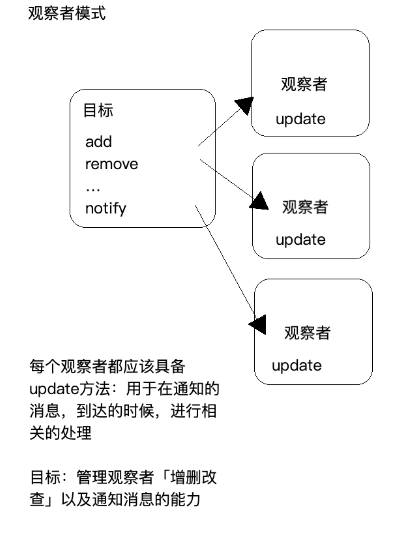 观察者模式
目标
add
remove
...
notify
观察者
update
观察者
update
观察者
update
每个观察者都应该具备
update方法：用于在通知的
消息，到达的时候，进行相
关的处理
目标：管理观察者「增删改
查」以及通知消息的能力